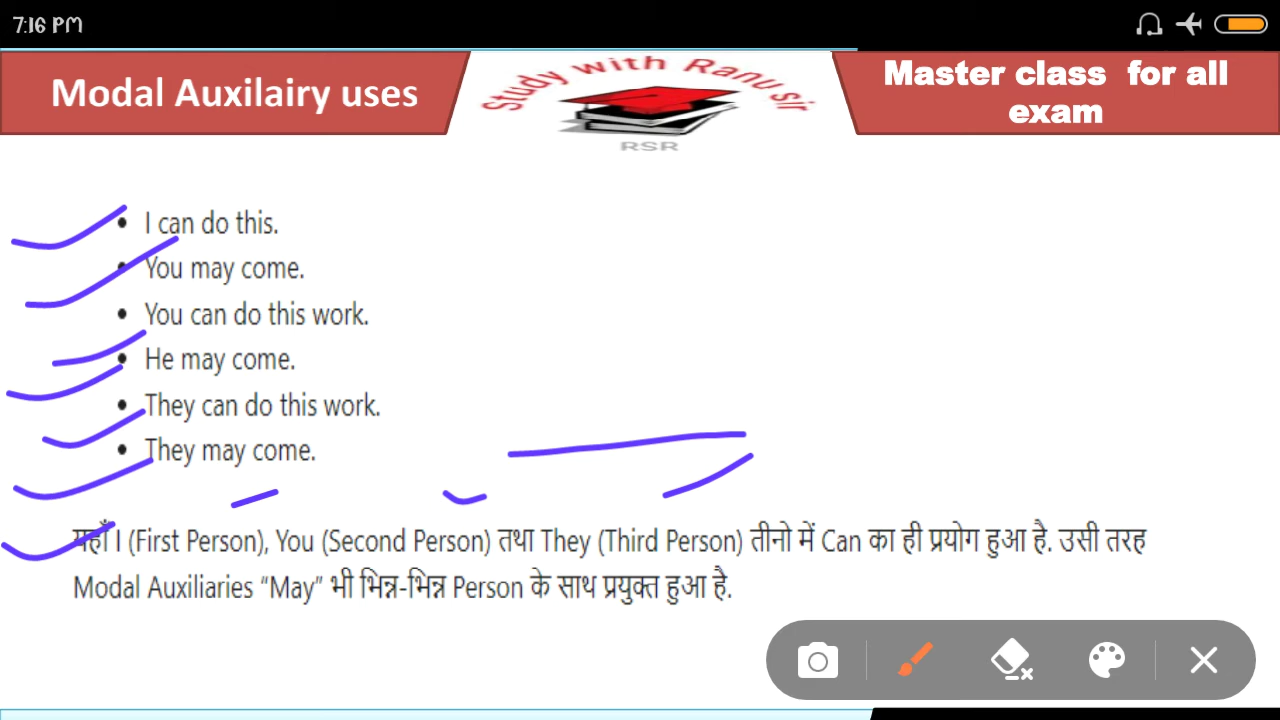 7:16 PM
Modal Auxilairy uses
Study with Ranu sir
RSR
Master class for all
exam
• I can do this.
• You may come.
• You can do this work.
• He may come.
• They can do this work.
• They may come.
यहाँ I (First Person), You (Second Person) तथा They (Third Person) तीनो में Can का ही प्रयोग हुआ है. उसी तरह
Modal Auxiliaries “May” भी भिन्न-भिन्न Person के साथ प्रयुक्त हुआ है.